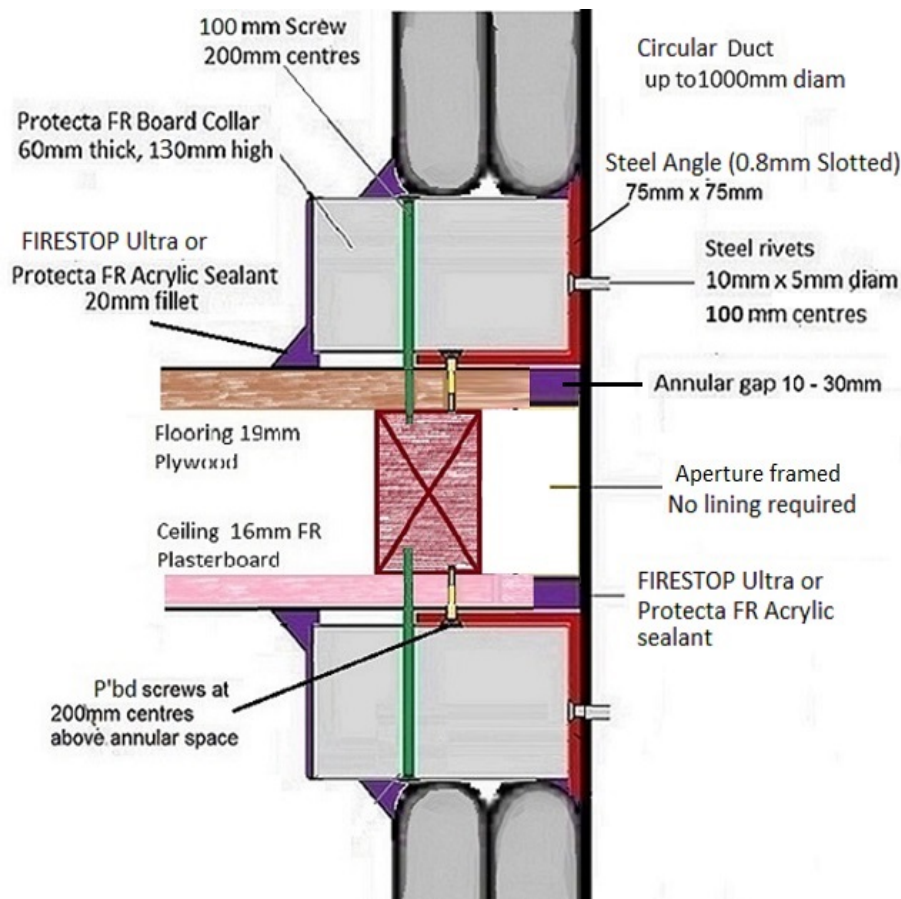 100 mm Screw
200mm centres
Circular Duct
up to1000mm diam
Protecta FR Board Collar
60mm thick, 130mm high
Steel Angle (0.8mm Slotted)
75mm x 75mm
FIRESTOP Ultra or
Protecta FR Acrylic Sealant
20mm fillet
Steel rivets
10mm x 5mm diam
100 mm centres
Annular gap 10 - 30mm
Flooring 19mm
Plywood
Aperture framed
No lining required
Ceiling 16mm FR
Plasterboard
FIRESTOP Ultra or
Protecta FR Acrylic
sealant
P'bd screws at
200mm centres
above annular space